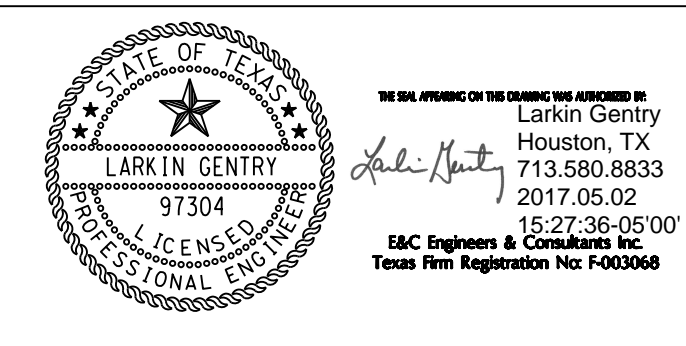 STATE OF TEXAS
LARKIN GENTRY
97304
LICENSED
PROFESSIONAL ENGINEER
THE SEAL APPEARING ON THIS DRAWING WAS AUTHORIZED BY:
Larkin Gentry
Larkin Gentry
Houston, TX
713.580.8833
2017.05.02
15:27:36-05'00'
E&C Engineers & Consultants Inc.
Texas Firm Registration No: F-003068